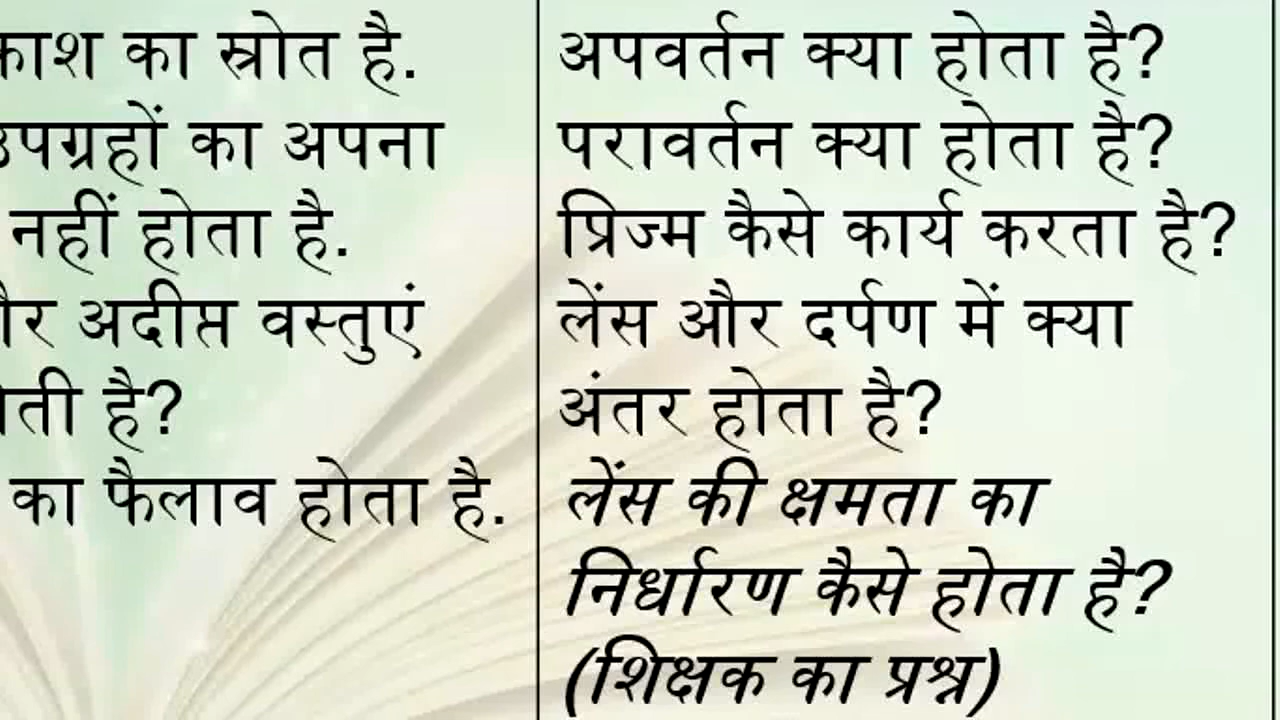 काश का स्रोत है.
उपग्रहों का अपना
नहीं होता है.
और अदीप्त वस्तुएं
होती है?
का फैलाव होता है.
अपवर्तन क्या होता है?
परावर्तन क्या होता है?
प्रिज्म कैसे कार्य करता है?
लेंस और दर्पण में क्या
अंतर होता है?
लेंस की क्षमता का
निर्धारण कैसे होता है?
(शिक्षक का प्रश्न)